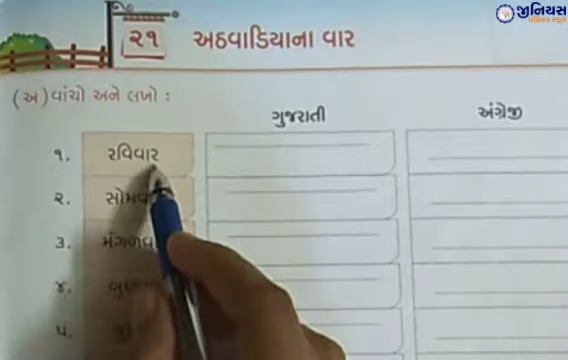 જીનિયસ
૨૧ અઠવાડિયાના વાર
(અ) વાંચો અને લખો :
ગુજરાતી અંગ્રેજી
૧. રવિવાર
૨.
૩.
૪.
૫.